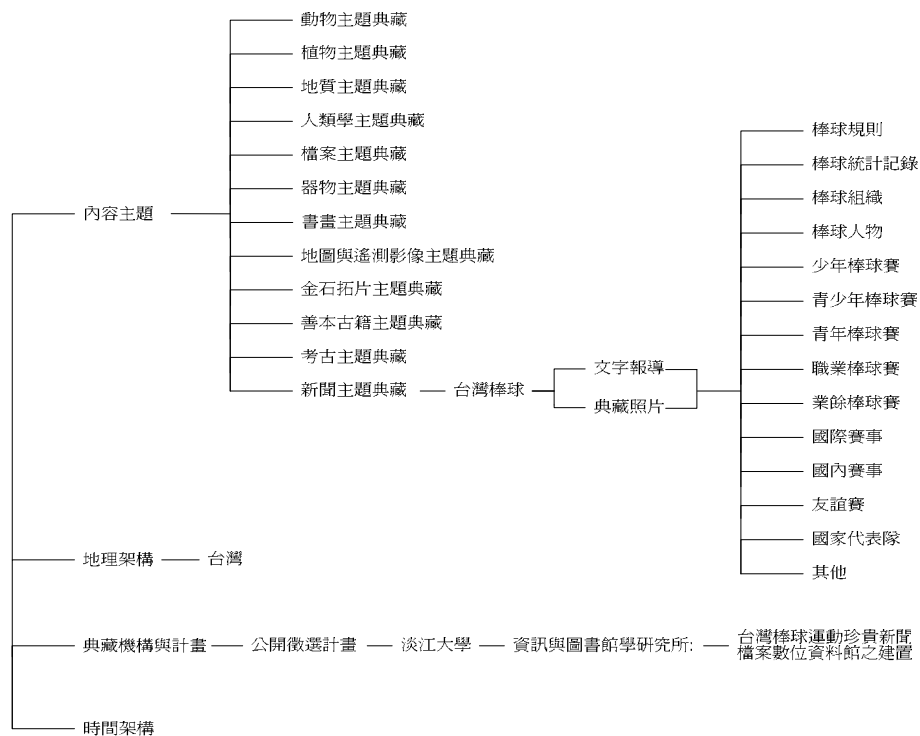 內容主題
動物主題典藏
植物主題典藏
地質主題典藏
人類學主題典藏
檔案主題典藏
器物主題典藏
書畫主題典藏
地圖與遙測影像主題典藏
金石拓片主題典藏
善本古籍主題典藏
考古主題典藏
新聞主題典藏
台灣棒球
文字報導
典藏照片
棒球規則
棒球統計記錄
棒球組織
棒球人物
少年棒球賽
青少年棒球賽
青年棒球賽
職業棒球賽
業餘棒球賽
國際賽事
國內賽事
友誼賽
國家代表隊
其他
地理架構
台灣
典藏機構與計畫
公開徵選計畫
淡江大學
資訊與圖書館學研究所:
台灣棒球運動珍貴新聞
檔案數位資料館之建置
時間架構